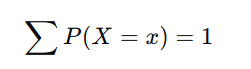 ∑ P(X = x) = 1